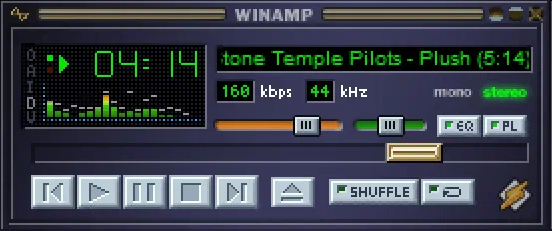 WINAMP
O
A
I
D
V
04:14
tone Temple Pilots - Plush (5:14)
160 kbps 44 kHz mono stereo
EQ PL
SHUFFLE